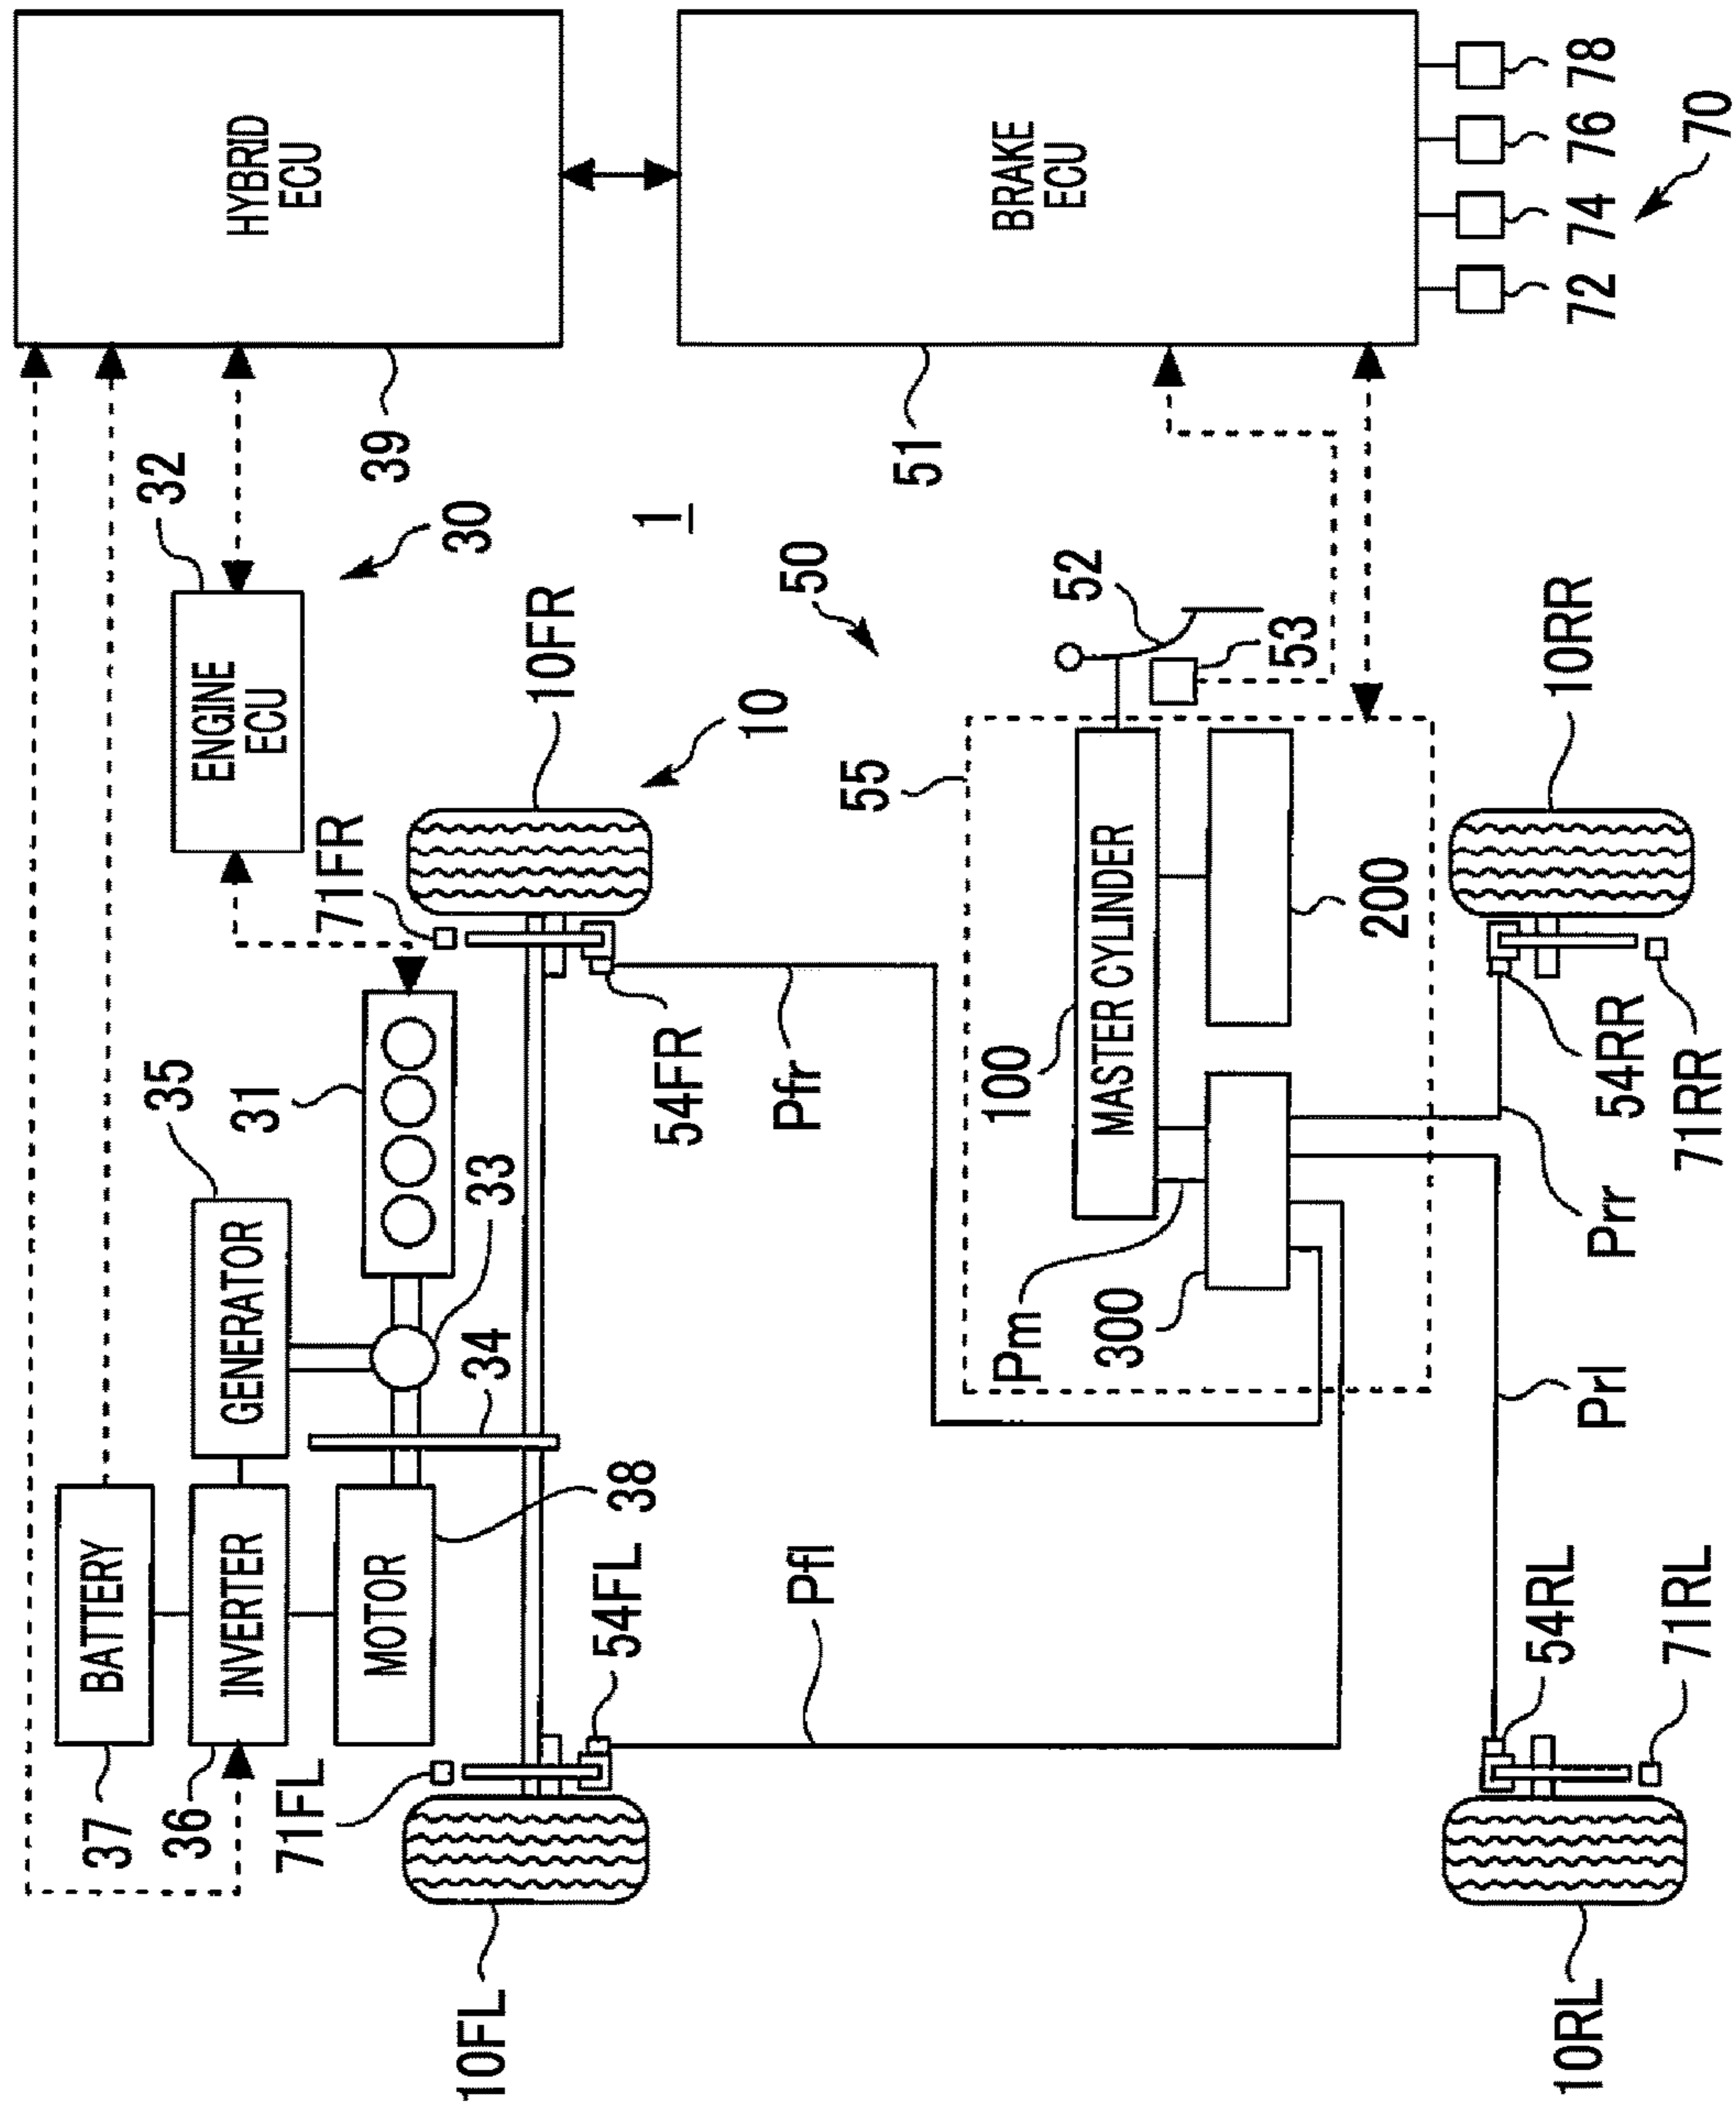 HYBRID
ECU
39
BRAKE
ECU
51
72
74
76
78
70
32
ENGINE
ECU
30
1
50
52
53
10FR
10
10RR
55
71FR
MASTER CYLINDER
100
200
54FR
Pfr
54RR
71RR
Prr
35
31
GENERATOR
33
34
Pm
300
Prl
BATTERY
INVERTER
MOTOR
38
37
36
71FL
54FL
Pfl
54RL
71RL
10FL
10RL